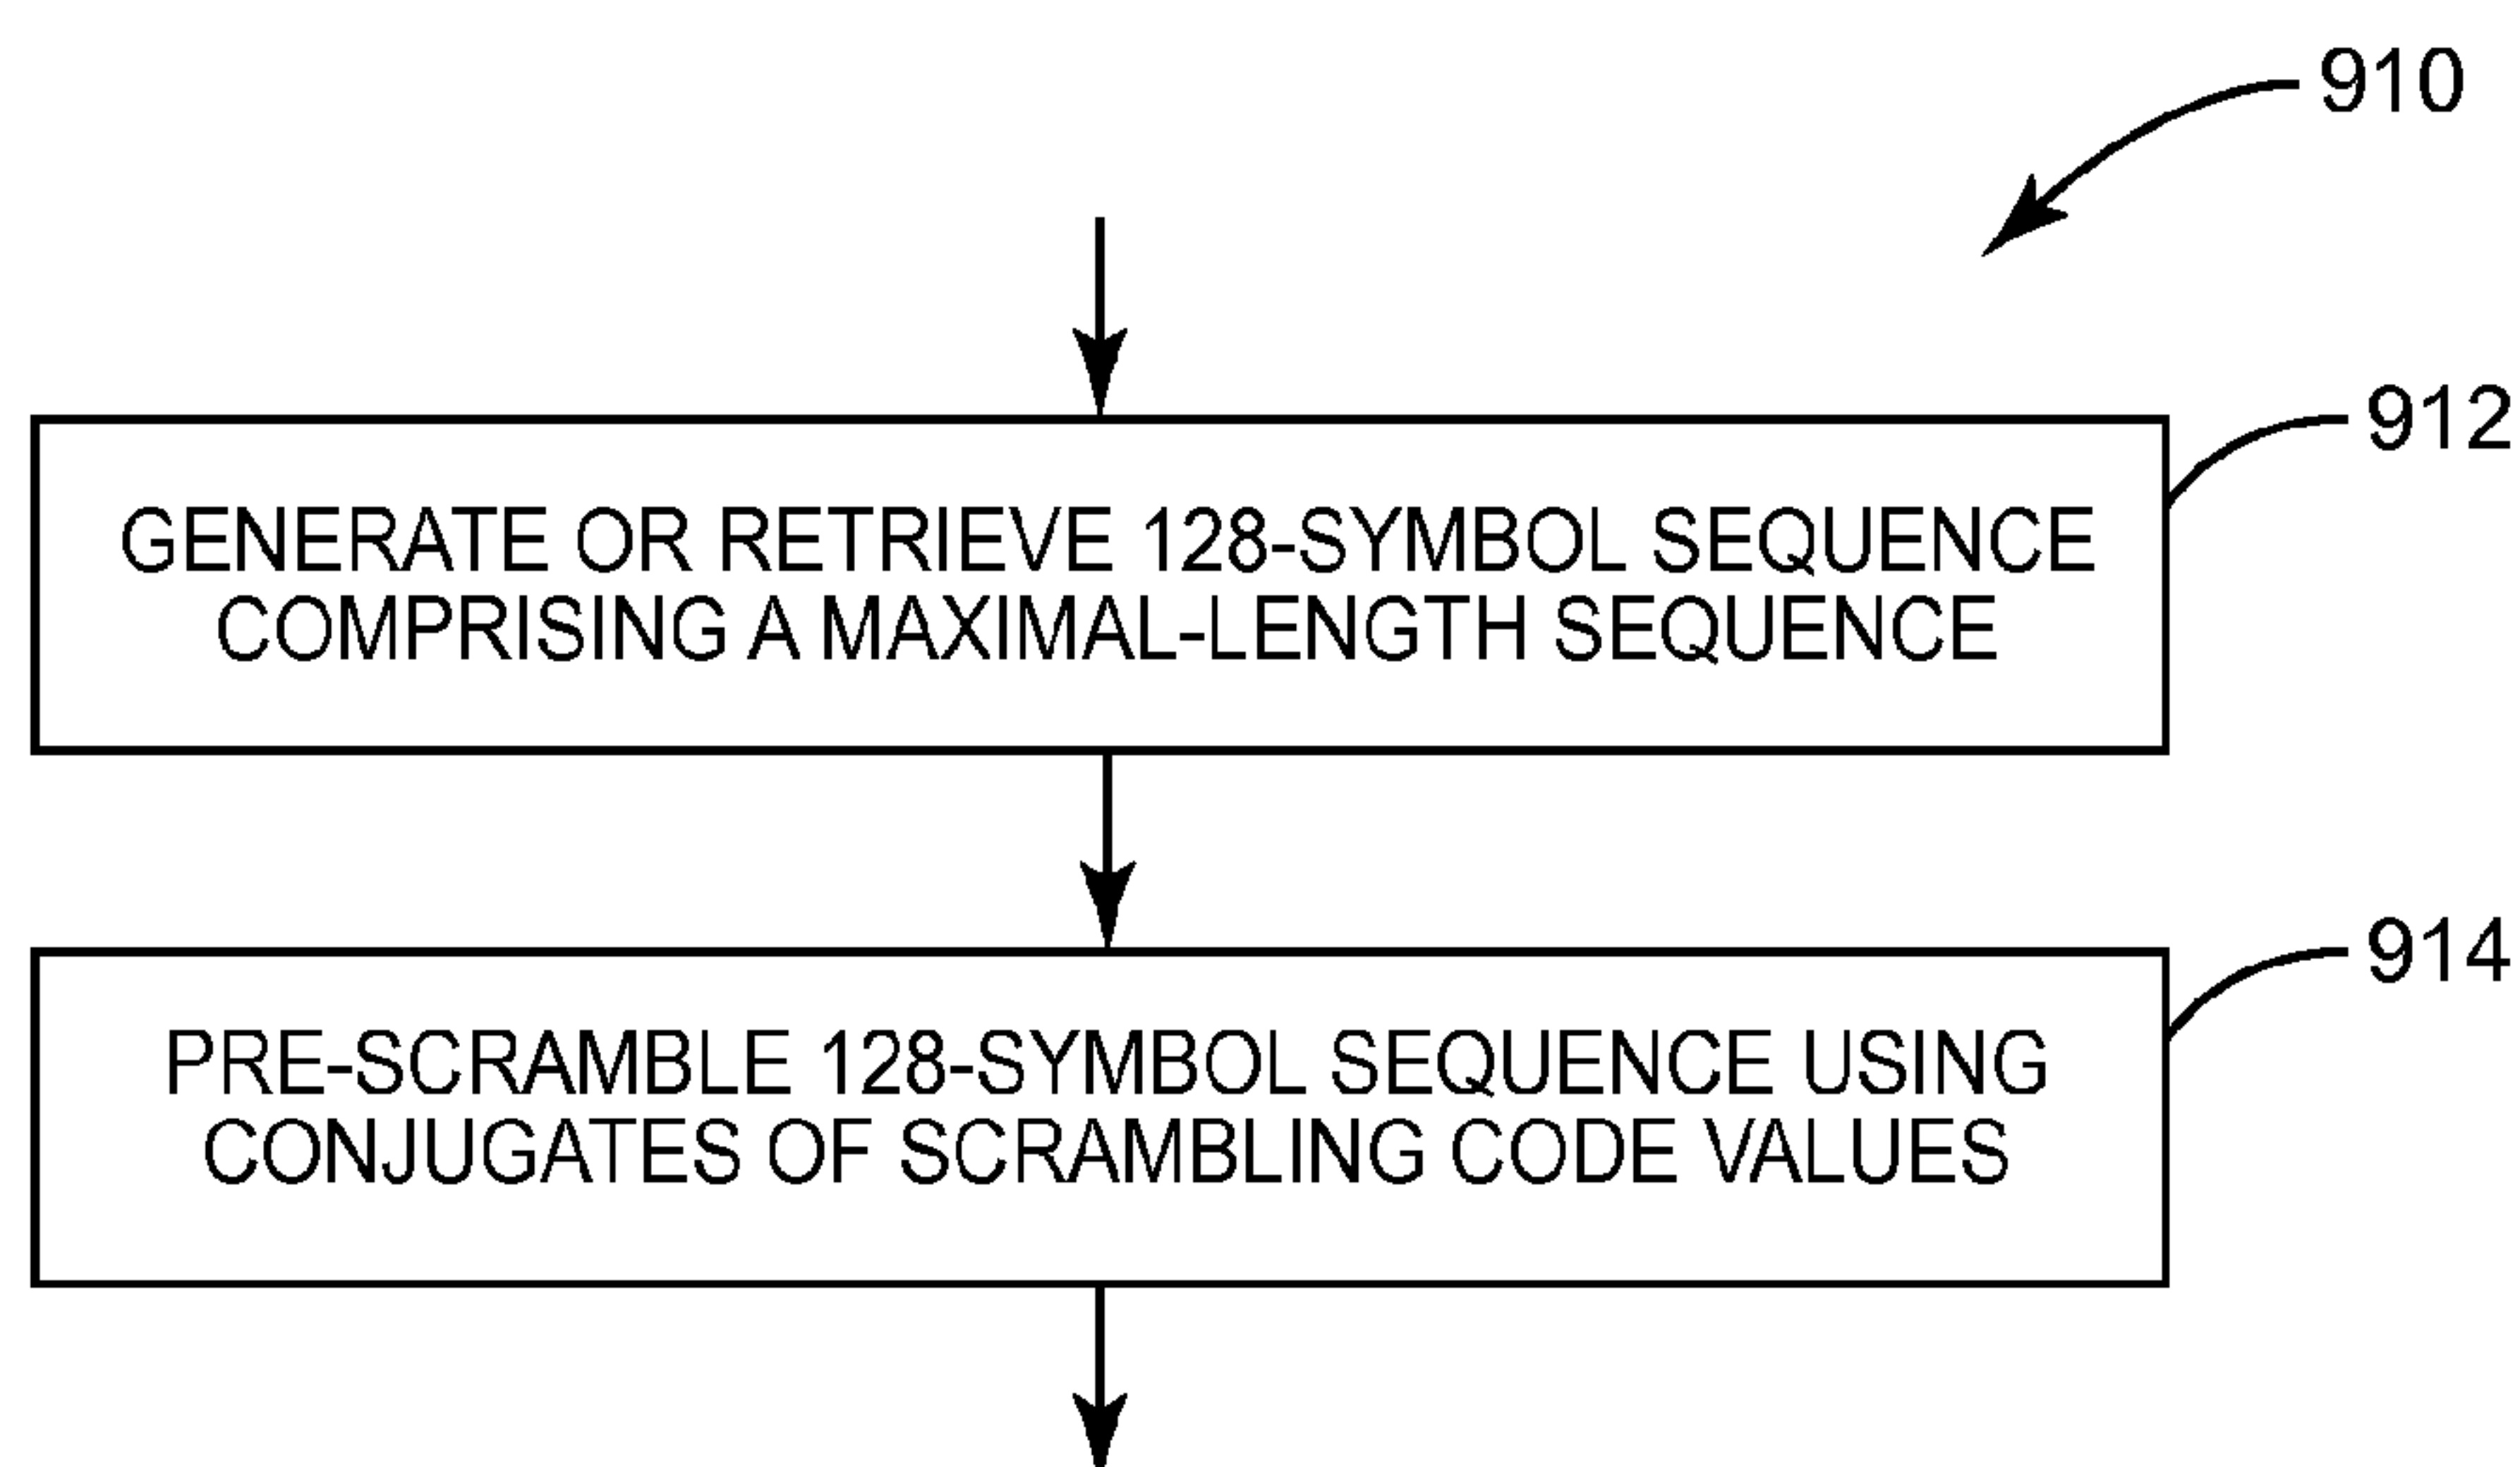 910
912
GENERATE OR RETRIEVE 128-SYMBOL SEQUENCE
COMPRISING A MAXIMAL-LENGTH SEQUENCE
914
PRE-SCRAMBLE 128-SYMBOL SEQUENCE USING
CONJUGATES OF SCRAMBLING CODE VALUES